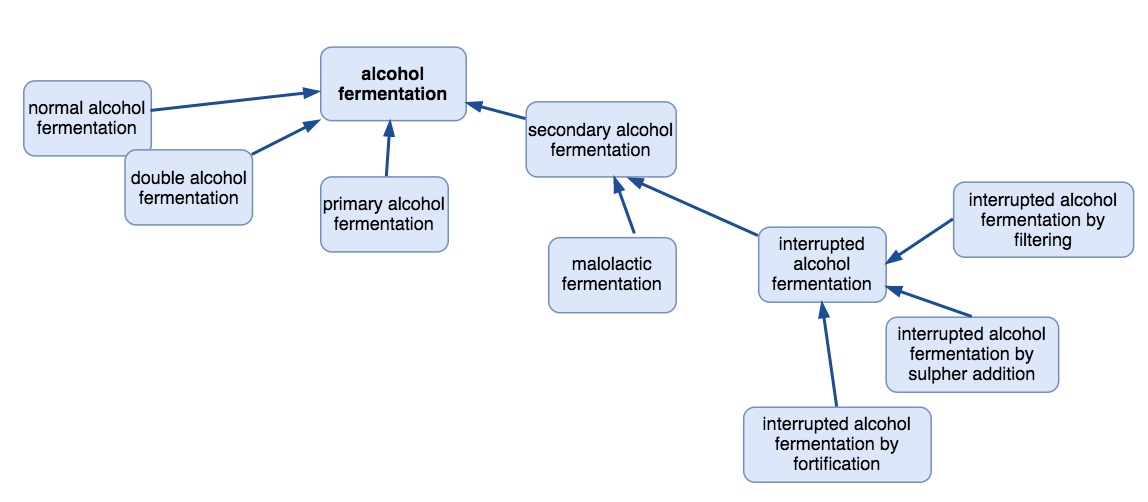 alcohol
fermentation
normal alcohol
fermentation
double alcohol
fermentation
primary alcohol
fermentation
secondary alcohol
fermentation
malolactic
fermentation
interrupted
alcohol
fermentation
interrupted alcohol
fermentation by
filtering
interrupted alcohol
fermentation by
sulpher addition
interrupted alcohol
fermentation by
fortification